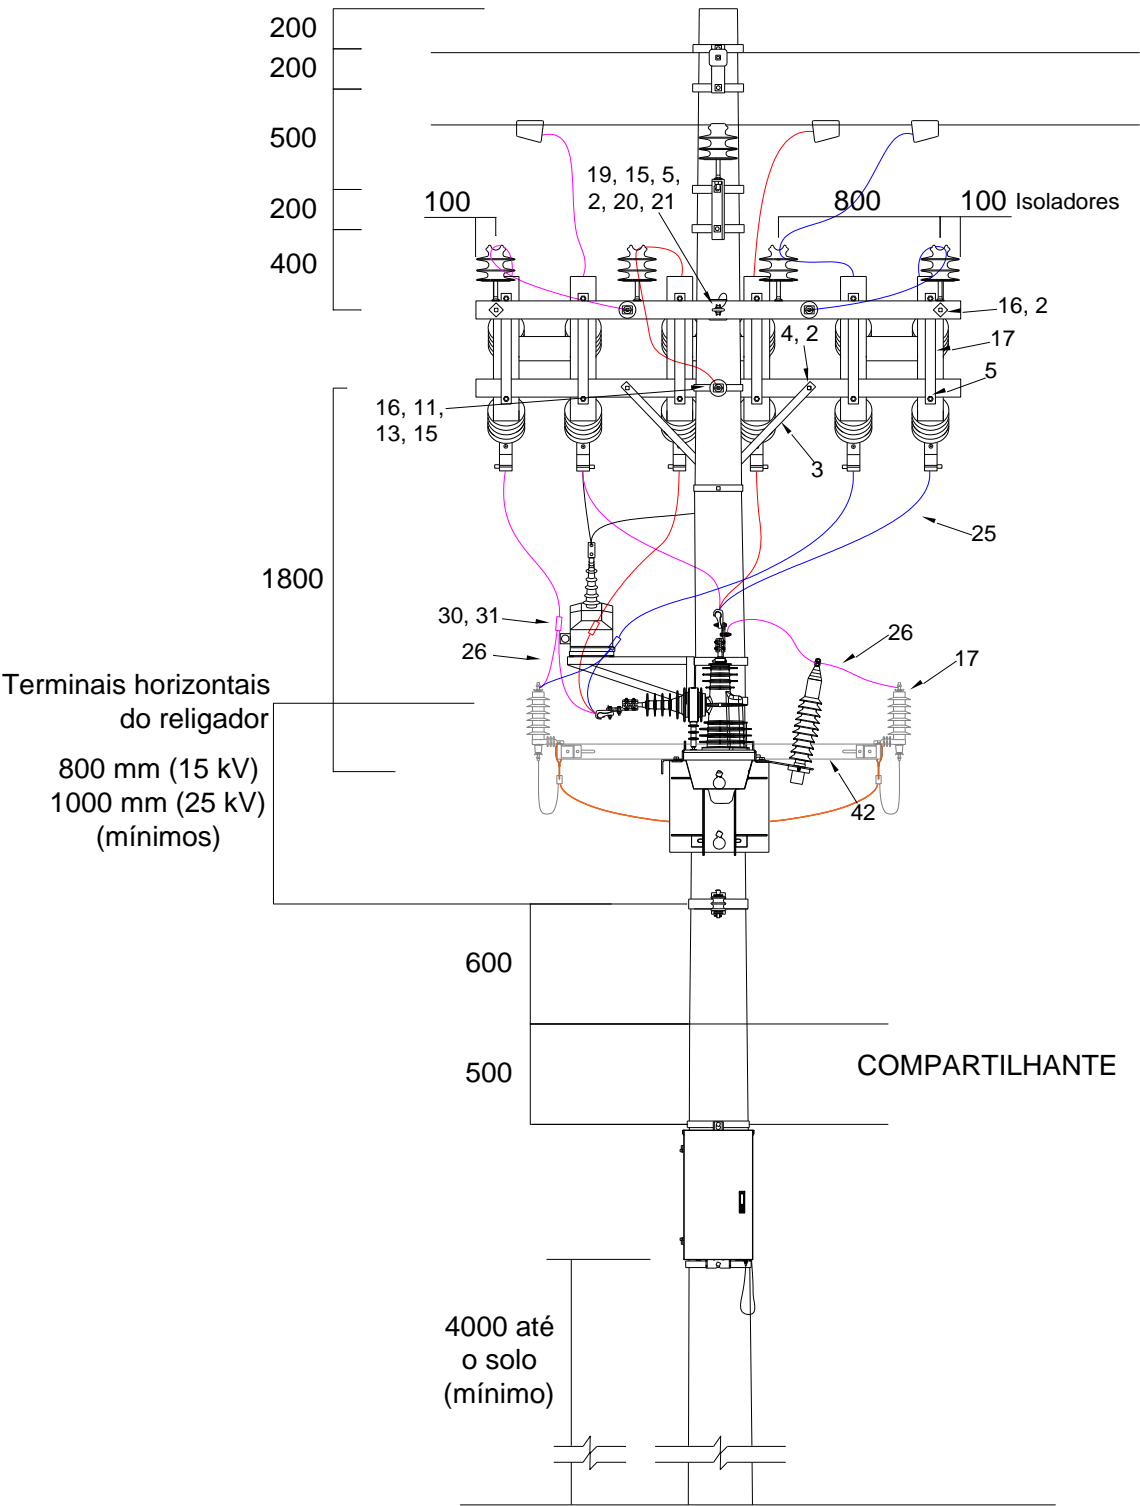 200
200
500
200
400
19, 15, 5,
2, 20, 21
100
800
100 Isoladores
16, 2
4, 2
17
5
16, 11,
13, 15
3
25
1800
30, 31
26
26
17
Terminais horizontais
do religador
800 mm (15 kV)
1000 mm (25 kV)
(mínimos)
42
600
500
COMPARTILHANTE
4000 até
o solo
(mínimo)